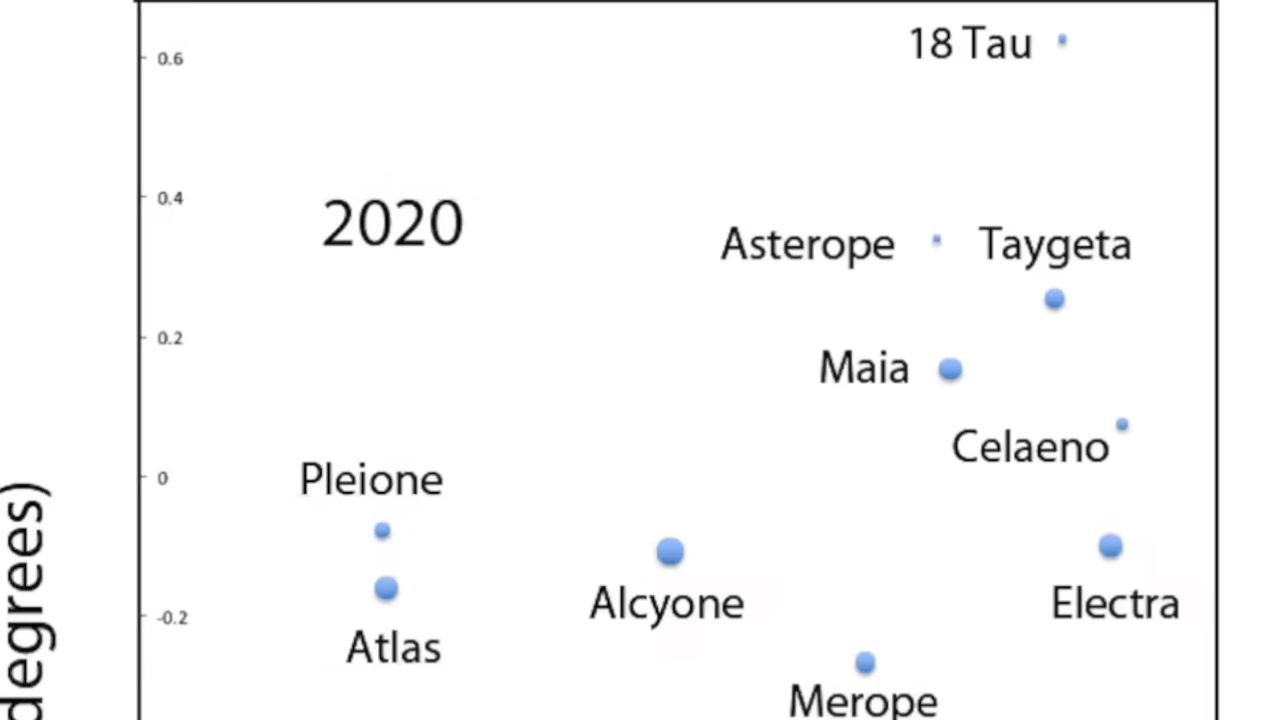 18 Tau
0.6
0.4
2020
Asterope
Taygeta
0.2
Maia
Celaeno
Pleione
0
degrees)
Alcyone
Electra
-0.2
Atlas
Merope